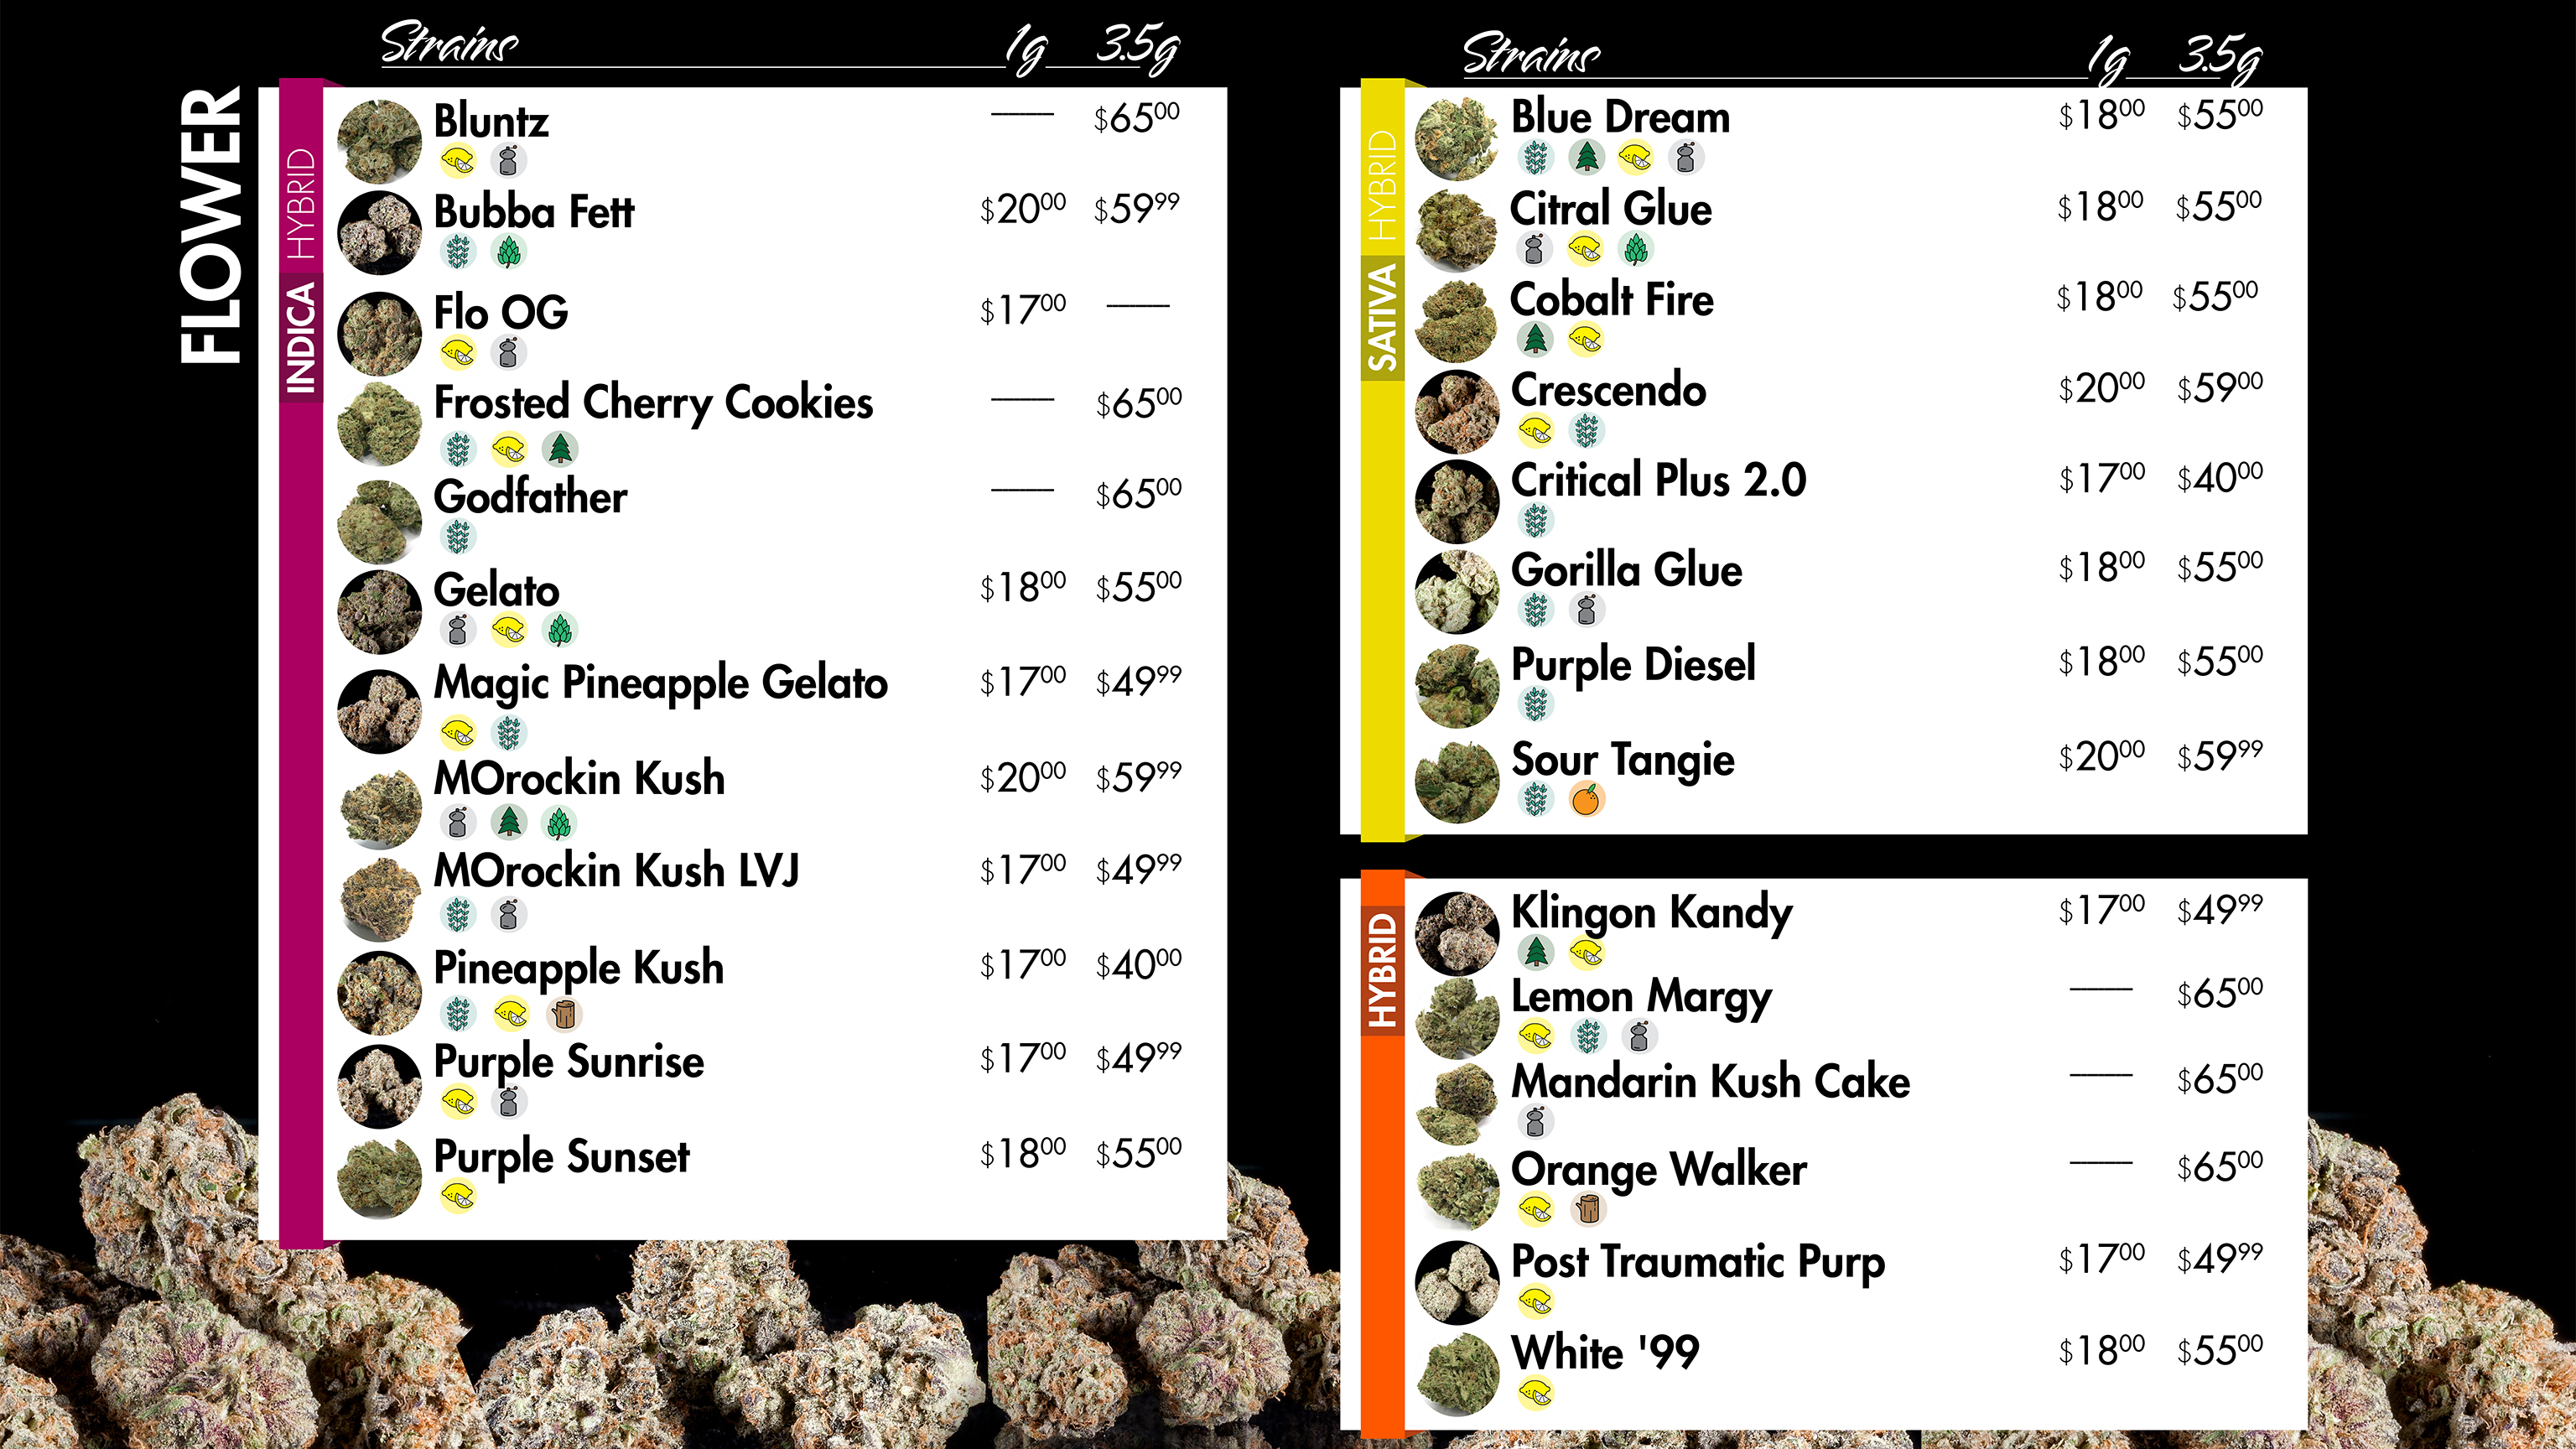 FLOWER
Strains 1g 3.5g
INDICA HYBRID
Bluntz —— $65⁰⁰
Bubba Fett $20⁰⁰ $59⁹⁹
Flo OG $17⁰⁰ ——
Frosted Cherry Cookies —— $65⁰⁰
Godfather —— $65⁰⁰
Gelato $18⁰⁰ $55⁰⁰
Magic Pineapple Gelato $17⁰⁰ $49⁹⁹
MOrockin Kush $20⁰⁰ $59⁹⁹
MOrockin Kush LVJ $17⁰⁰ $49⁹⁹
Pineapple Kush $17⁰⁰ $40⁰⁰
Purple Sunrise $17⁰⁰ $49⁹⁹
Purple Sunset $18⁰⁰ $55⁰⁰
Strains 1g 3.5g
SATIVA HYBRID
Blue Dream $18⁰⁰ $55⁰⁰
Citral Glue $18⁰⁰ $55⁰⁰
Cobalt Fire $18⁰⁰ $55⁰⁰
Crescendo $20⁰⁰ $59⁰⁰
Critical Plus 2.0 $17⁰⁰ $40⁰⁰
Gorilla Glue $18⁰⁰ $55⁰⁰
Purple Diesel $18⁰⁰ $55⁰⁰
Sour Tangie $20⁰⁰ $59⁹⁹
HYBRID
Klingon Kandy $17⁰⁰ $49⁹⁹
Lemon Margy —— $65⁰⁰
Mandarin Kush Cake —— $65⁰⁰
Orange Walker —— $65⁰⁰
Post Traumatic Purp $17⁰⁰ $49⁹⁹
White '99 $18⁰⁰ $55⁰⁰